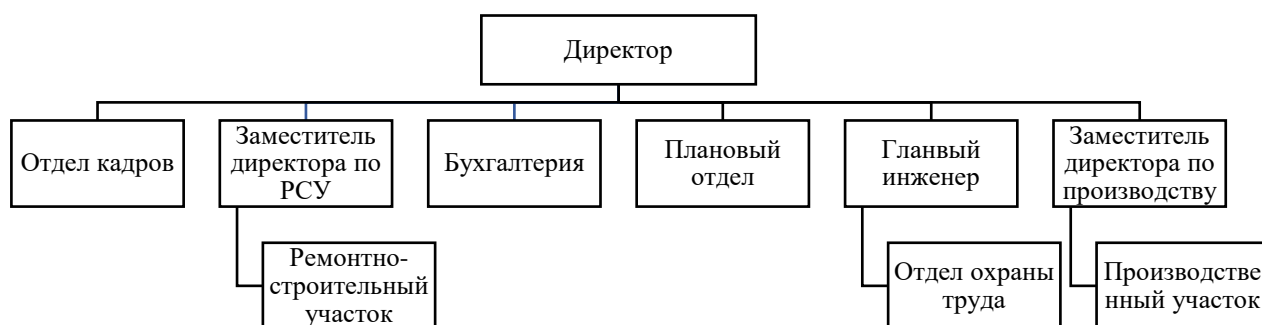 Директор
Отдел кадров
Заместитель
директора по
РСУ
Бухгалтерия
Плановый
отдел
Гланвый
инженер
Заместитель
директора по
производству
Ремонтно-
строительный
участок
Отдел охраны
труда
Производстве
нный участок